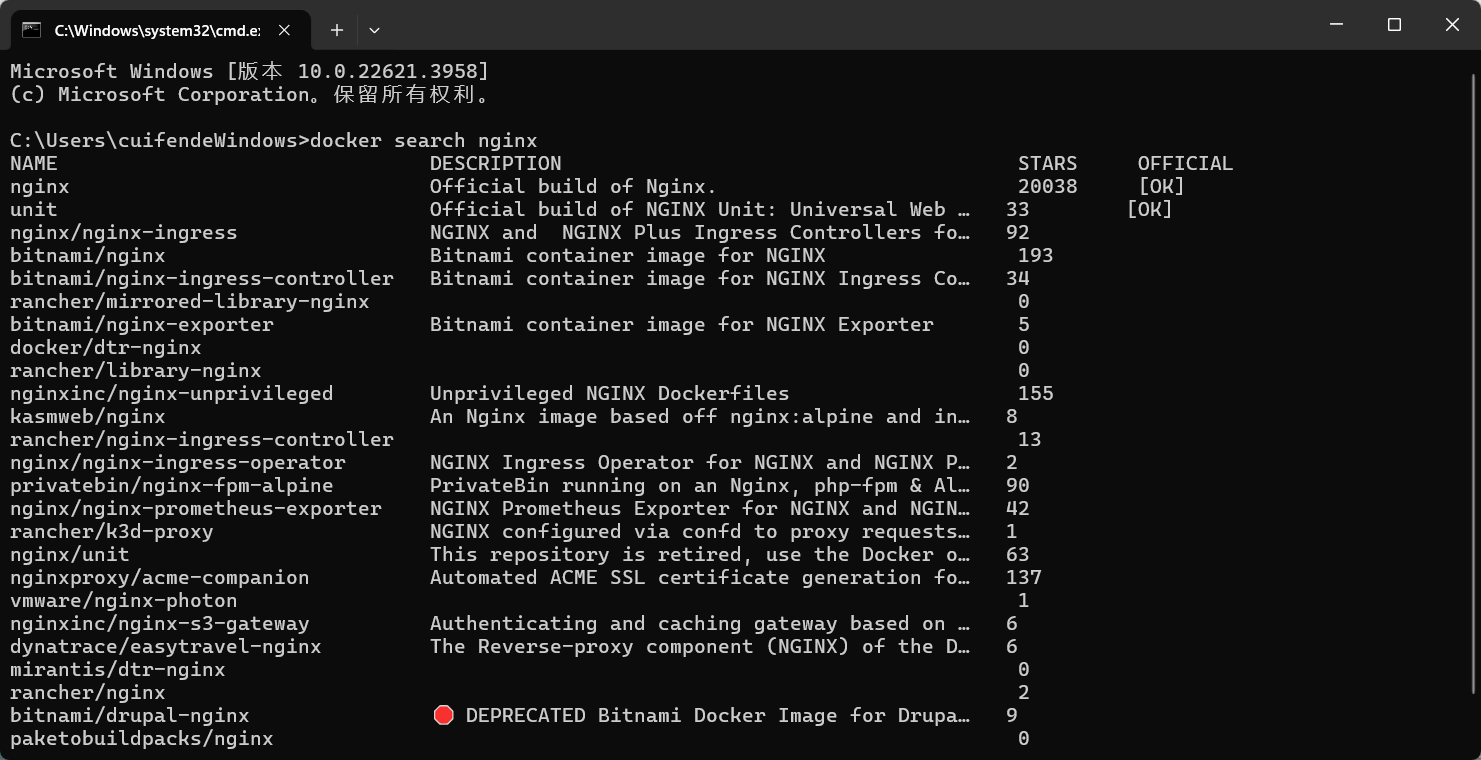 C:\Windows\system32\cmd.e
Microsoft Windows [版本 10.0.22621.3958]
(c) Microsoft Corporation。保留所有权利。
C:\Users\cuifendeWindows>docker search nginx
NAME DESCRIPTION STARS OFFICIAL
nginx Official build of Nginx. 20038 [OK]
unit Official build of NGINX Unit: Universal Web … 33 [OK]
nginx/nginx-ingress NGINX and  NGINX Plus Ingress Controllers fo… 92
bitnami/nginx Bitnami container image for NGINX 193
bitnami/nginx-ingress-controller Bitnami container image for NGINX Ingress Co… 34
rancher/mirrored-library-nginx 0
bitnami/nginx-exporter Bitnami container image for NGINX Exporter 5
docker/dtr-nginx 0
rancher/library-nginx 0
nginxinc/nginx-unprivileged Unprivileged NGINX Dockerfiles 155
kasmweb/nginx An Nginx image based off nginx:alpine and in… 8
rancher/nginx-ingress-controller 13
nginx/nginx-ingress-operator NGINX Ingress Operator for NGINX and NGINX P… 2
privatebin/nginx-fpm-alpine PrivateBin running on an Nginx, php-fpm & Al… 90
nginx/nginx-prometheus-exporter NGINX Prometheus Exporter for NGINX and NGIN… 42
rancher/k3d-proxy NGINX configured via confd to proxy requests… 1
nginx/unit This repository is retired, use the Docker o… 63
nginxproxy/acme-companion Automated ACME SSL certificate generation fo… 137
vmware/nginx-photon 1
nginxinc/nginx-s3-gateway Authenticating and caching gateway based on … 6
dynatrace/easytravel-nginx The Reverse-proxy component (NGINX) of the D… 6
mirantis/dtr-nginx 0
rancher/nginx 2
bitnami/drupal-nginx 🛑 DEPRECATED Bitnami Docker Image for Drupa… 9
paketobuildpacks/nginx 0